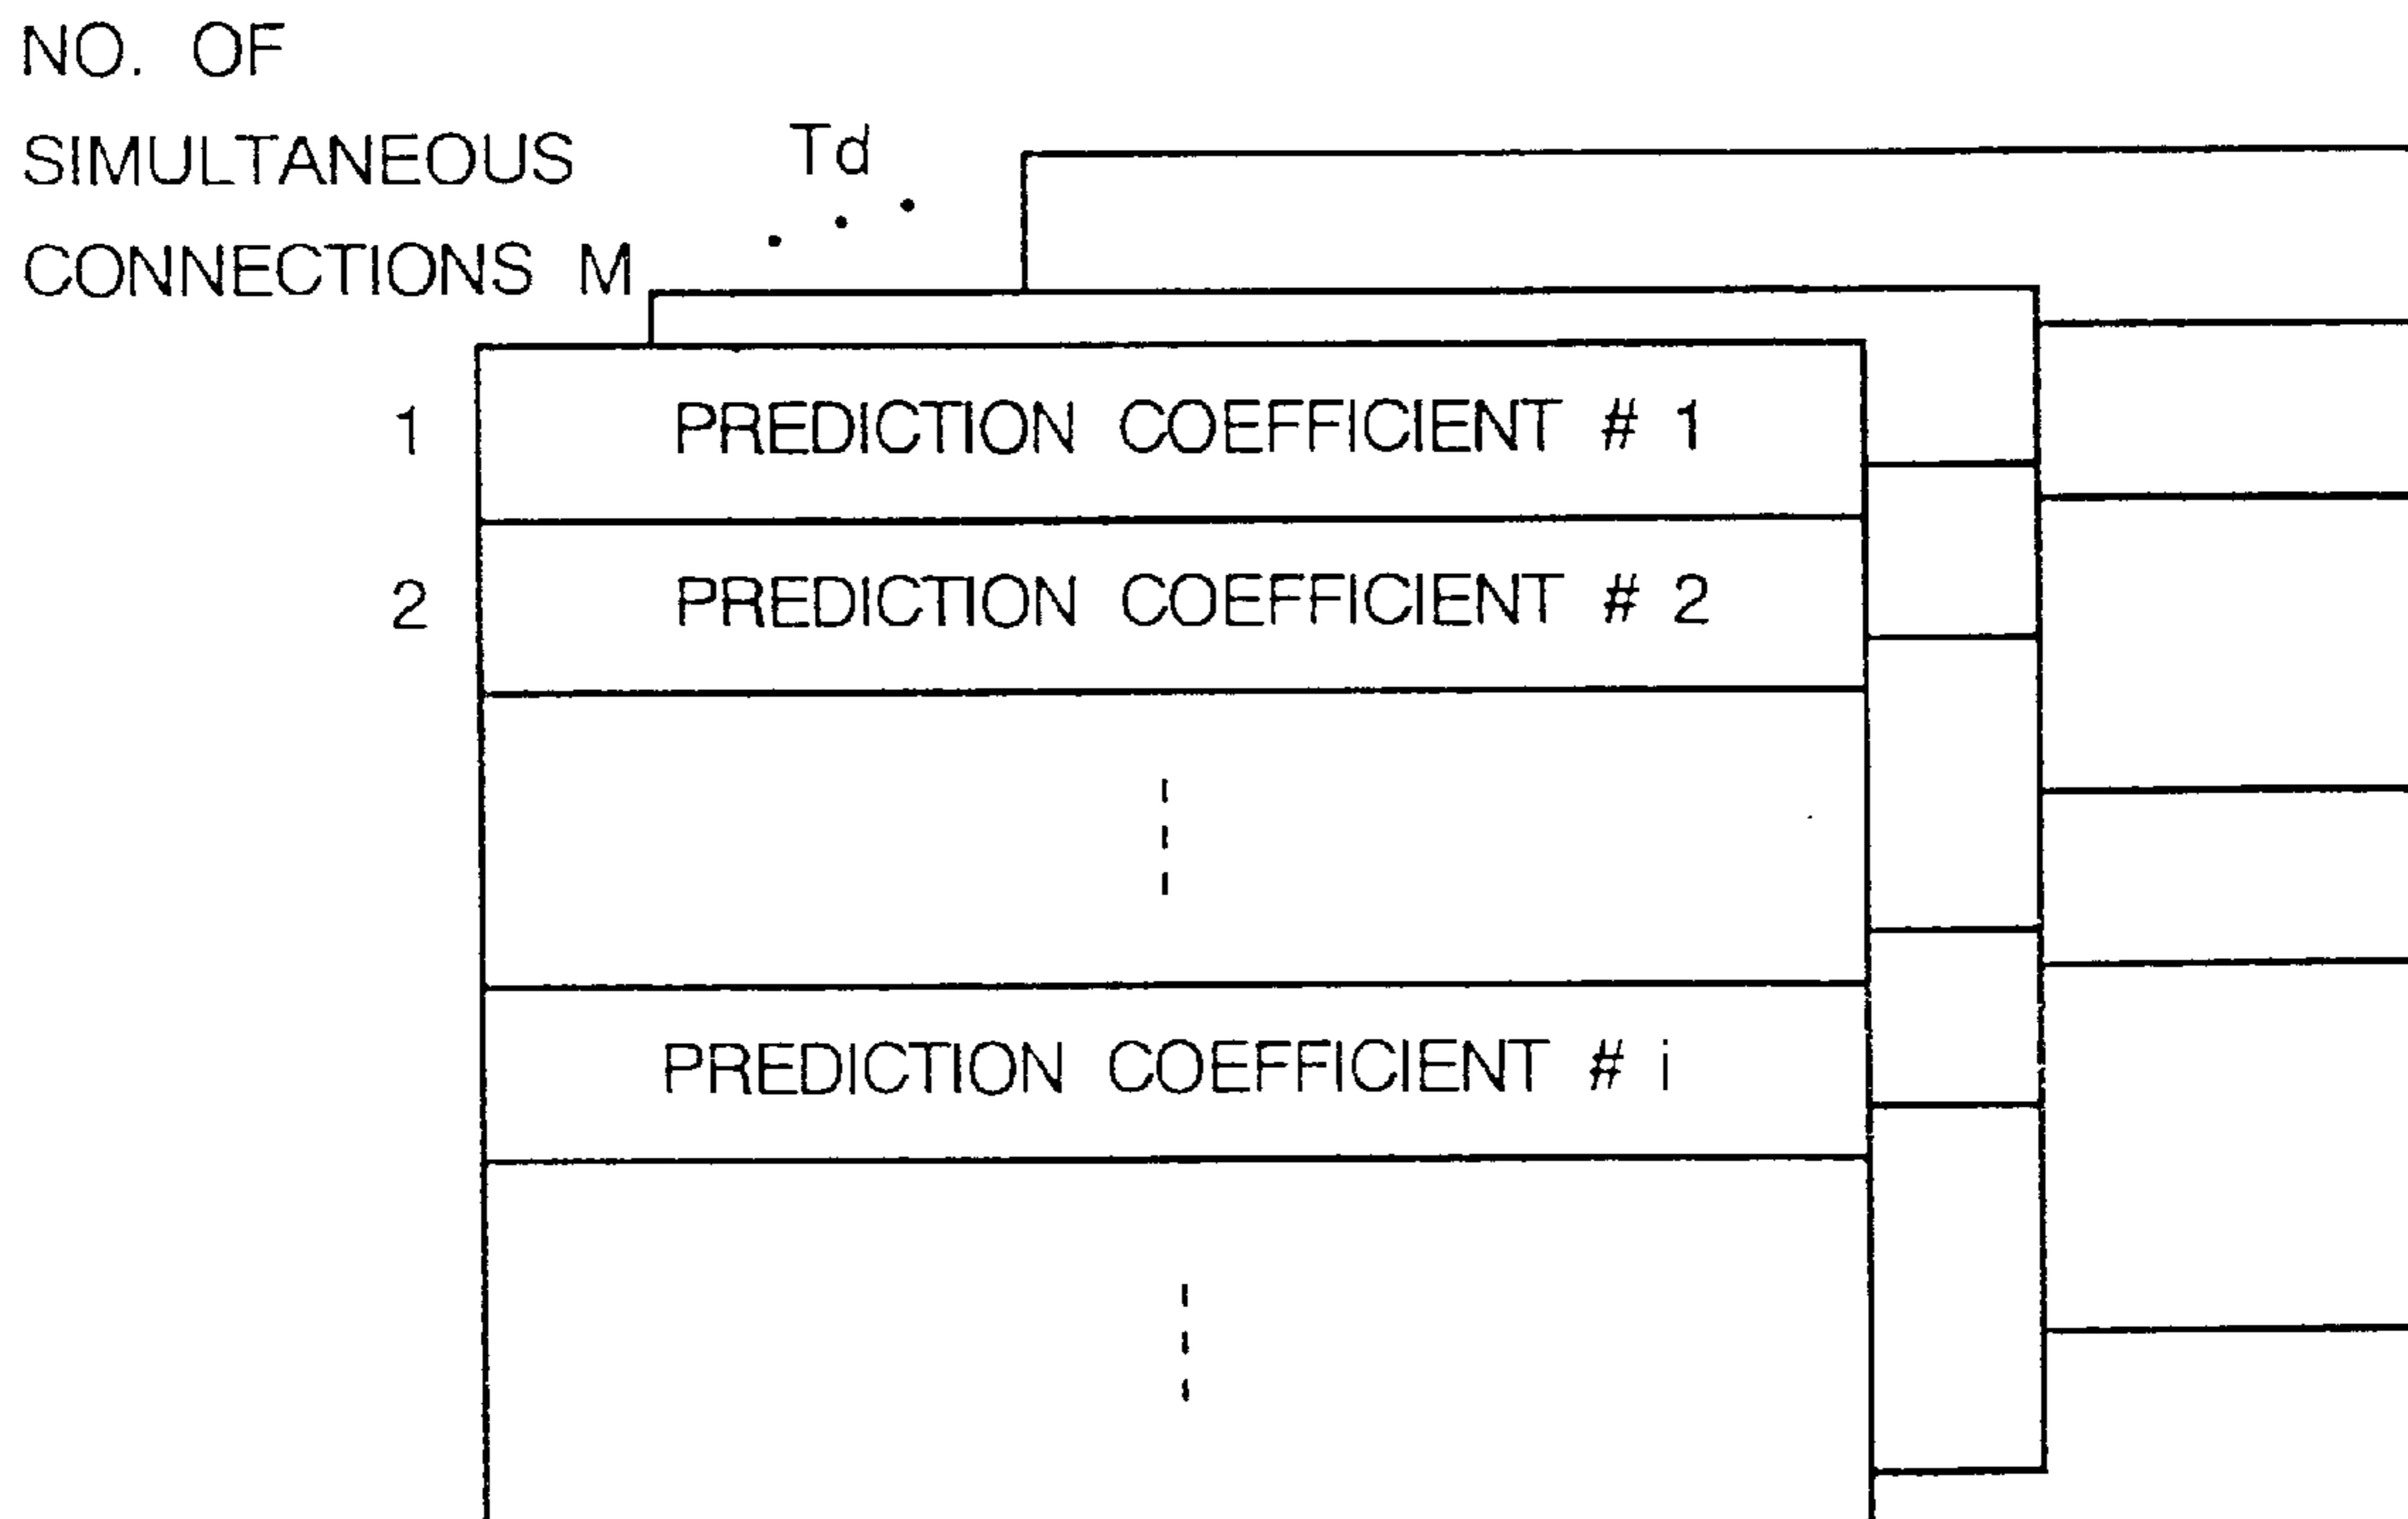 NO. OF
SIMULTANEOUS
CONNECTIONS M
Td
1 PREDICTION COEFFICIENT # 1
2 PREDICTION COEFFICIENT # 2
PREDICTION COEFFICIENT # i